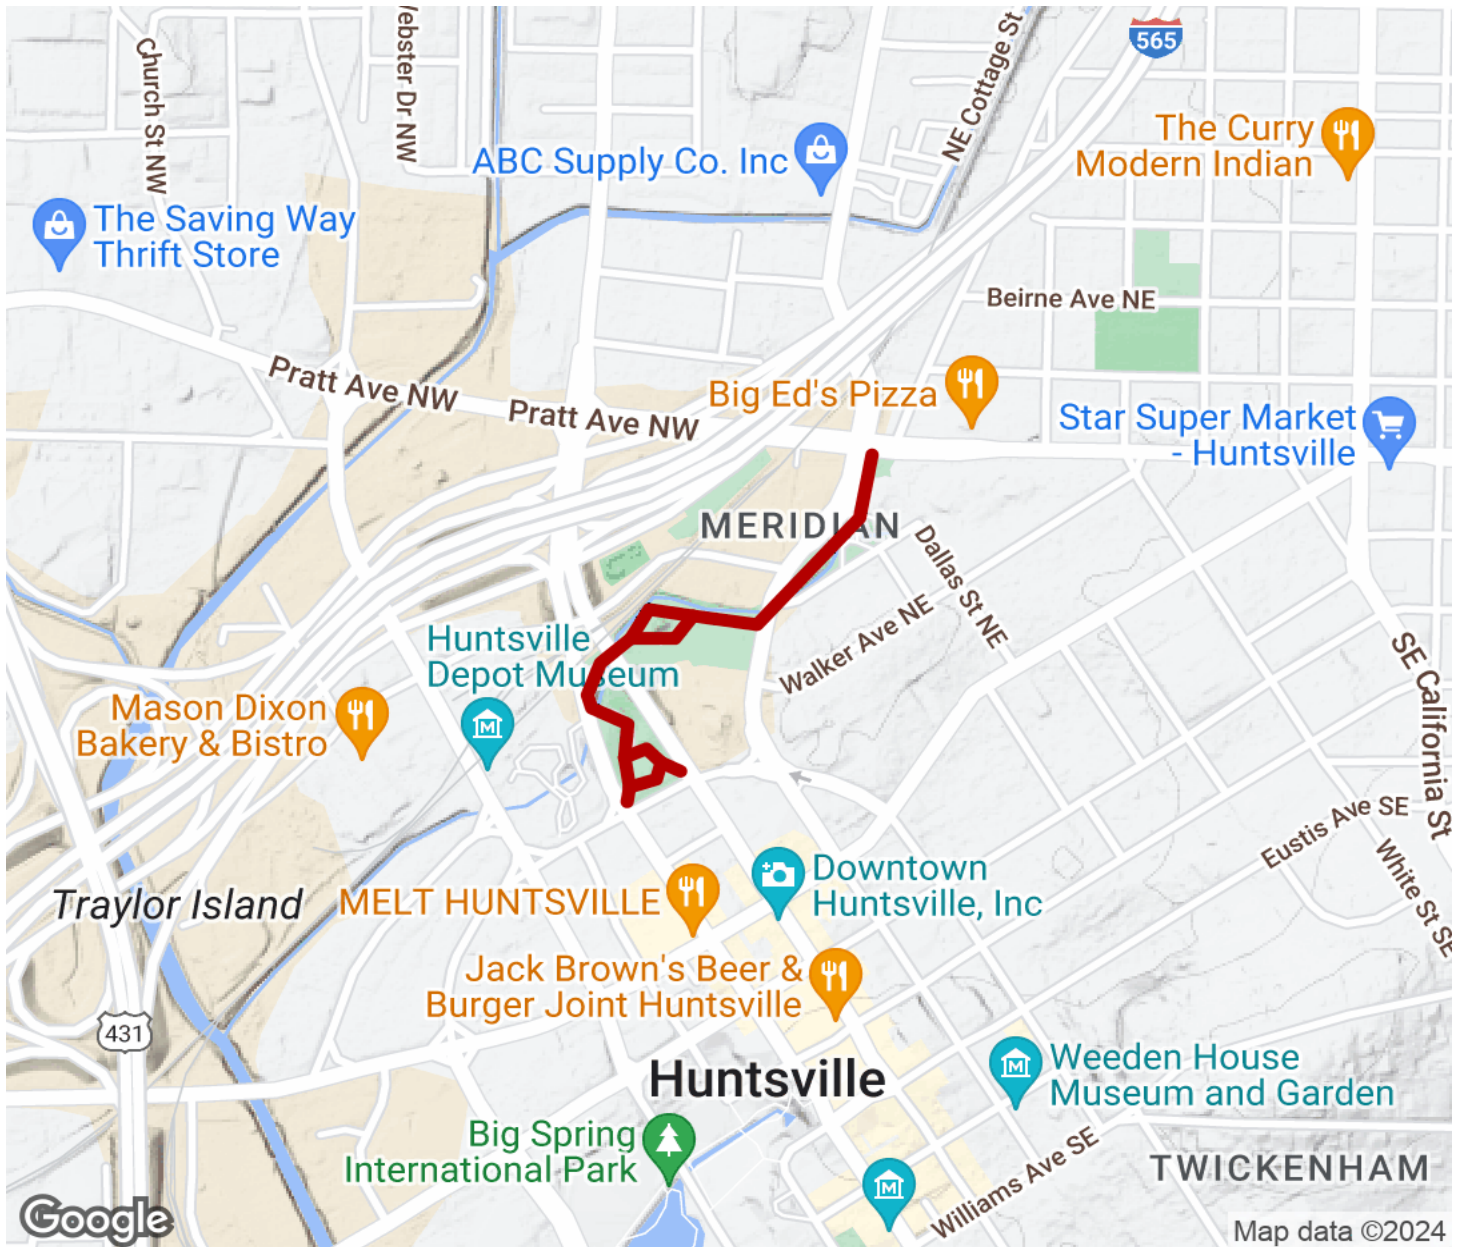 Church St NW
ebster Dr NW
NE Cottage St
565
The Curry
Modern Indian
ABC Supply Co. Inc
The Saving Way
Thrift Store
Beirne Ave NE
Pratt Ave NW
Pratt Ave NW
Big Ed's Pizza
Star Super Market
- Huntsville
MERIDIAN
Dallas St NE
Walker Ave NE
Huntsville
Depot Museum
SE California St
Mason Dixon
Bakery & Bistro
Eustis Ave SE
White St SE
Traylor Island
MELT HUNTSVILLE
Downtown
Huntsville, Inc
Jack Brown's Beer &
Burger Joint Huntsville
431
Huntsville
Weeden House
Museum and Garden
Big Spring
International Park
Williams Ave SE
TWICKENHAM
Google
Map data ©2024